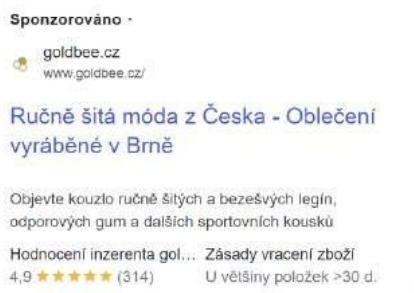 Sponzorováno ·
goldbee.cz
www.goldbee.cz/
Ručně šitá móda z Česka - Oblečení
vyráběné v Brně
Objevte kouzlo ručně šitých a bezešvých legín,
odporových gum a dalších sportovních kousků
Hodnocení inzerenta gol... Zásady vracení zboží
4,9 ★★★★★ (314) U většiny položek >30 d.